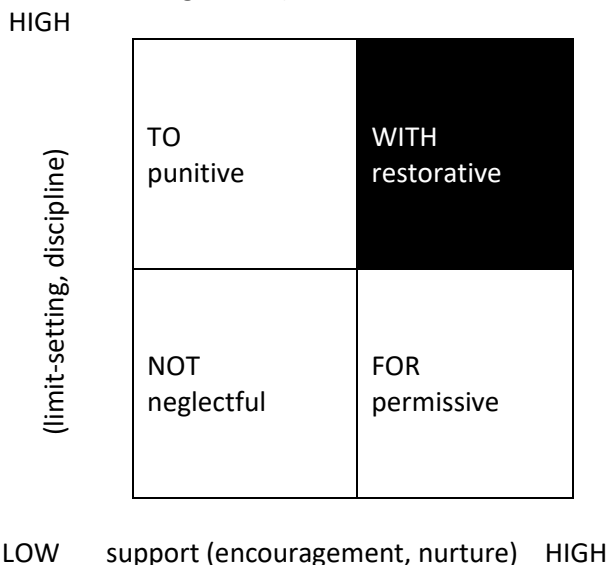 HIGH
TO
punitive
WITH
restorative
(limit-setting, discipline)
NOT
neglectful
FOR
permissive
LOW support (encouragement, nurture) HIGH